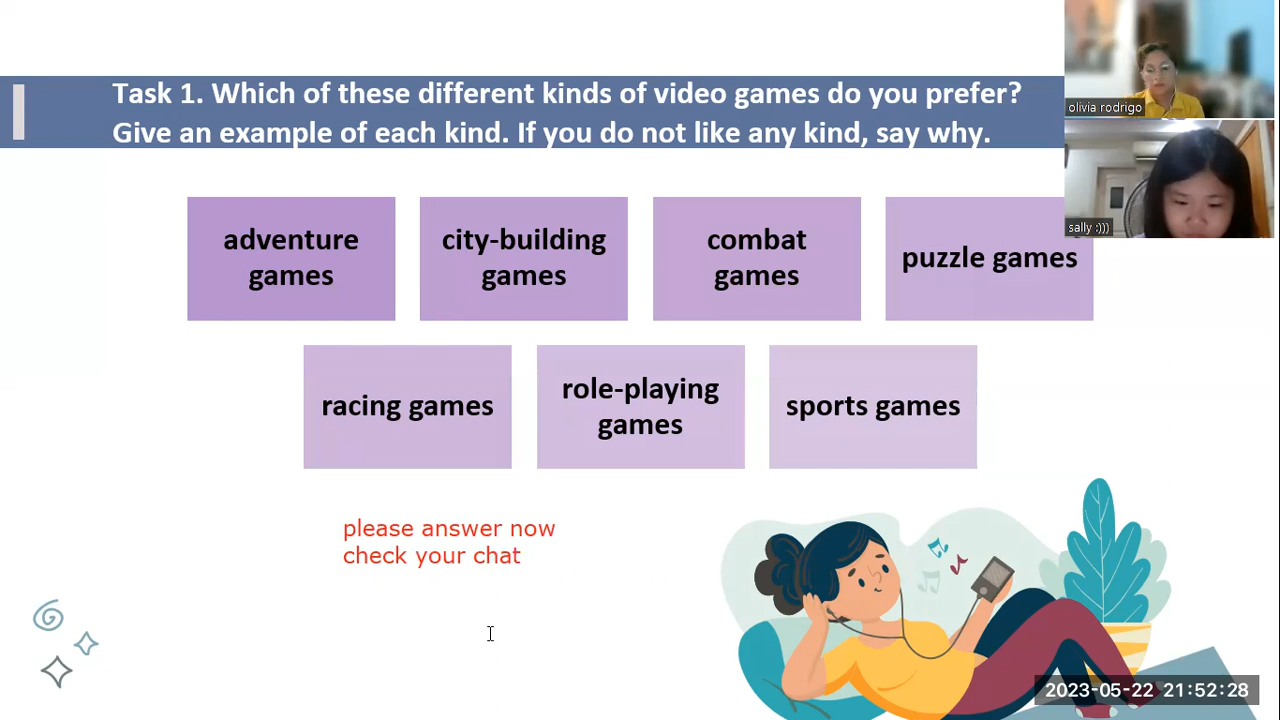 Task 1. Which of these different kinds of video games do you prefer?
Give an example of each kind. If you do not like any kind, say why.
olivia rodrigo
sally :)))
adventure
games
city-building
games
combat
games
puzzle games
racing games
role-playing
games
sports games
please answer now
check your chat
2023-05-22 21:52:28